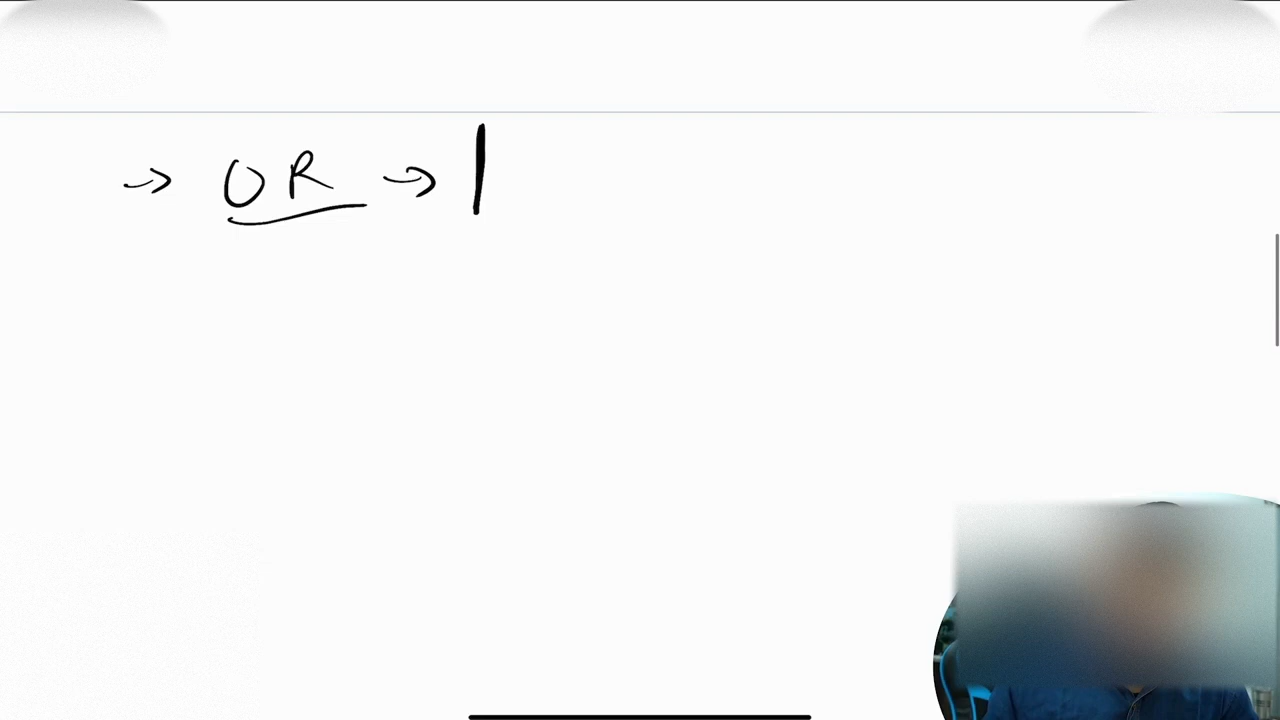 → OR → |